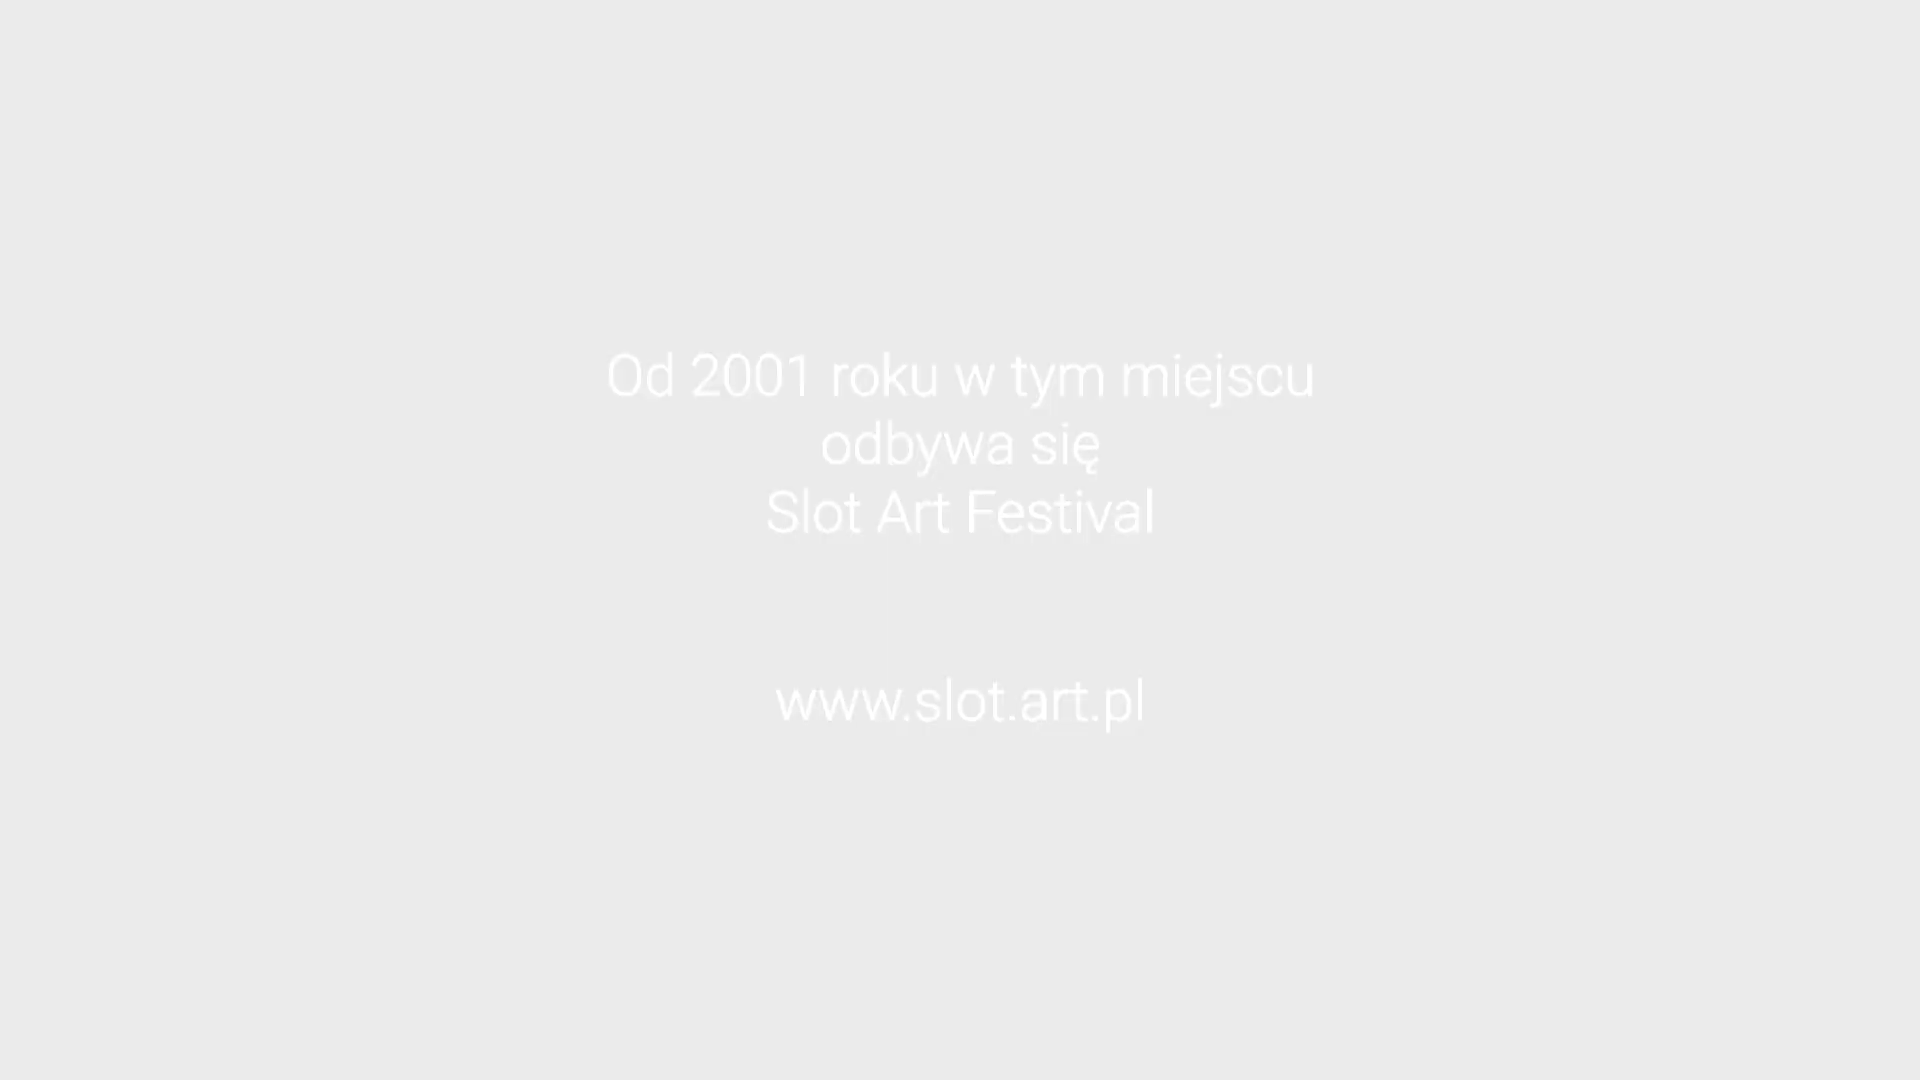 Od 2001 roku w tym miejscu
odbywa się
Slot Art Festival
www.slot.art.pl